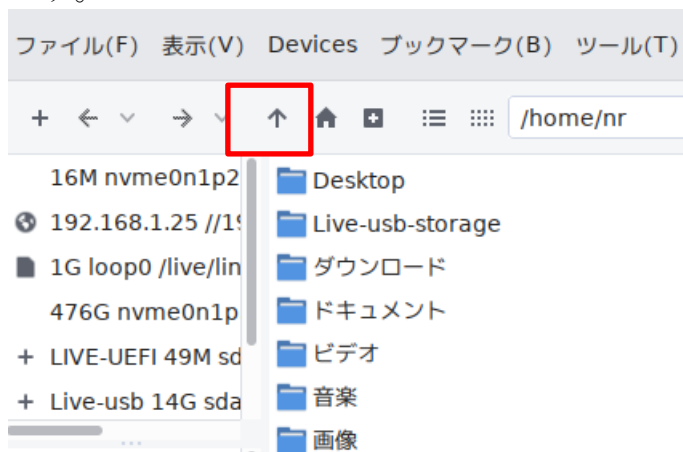 ファイル(F) 表示(V) Devices ブックマーク(B) ツール(T)
/home/nr
16M nvme0n1p2
192.168.1.25 //19
1G loop0 /live/lin
476G nvme0n1p
LIVE-UEFI 49M sd
Live-usb 14G sda
Desktop
Live-usb-storage
ダウンロード
ドキュメント
ビデオ
音楽
画像